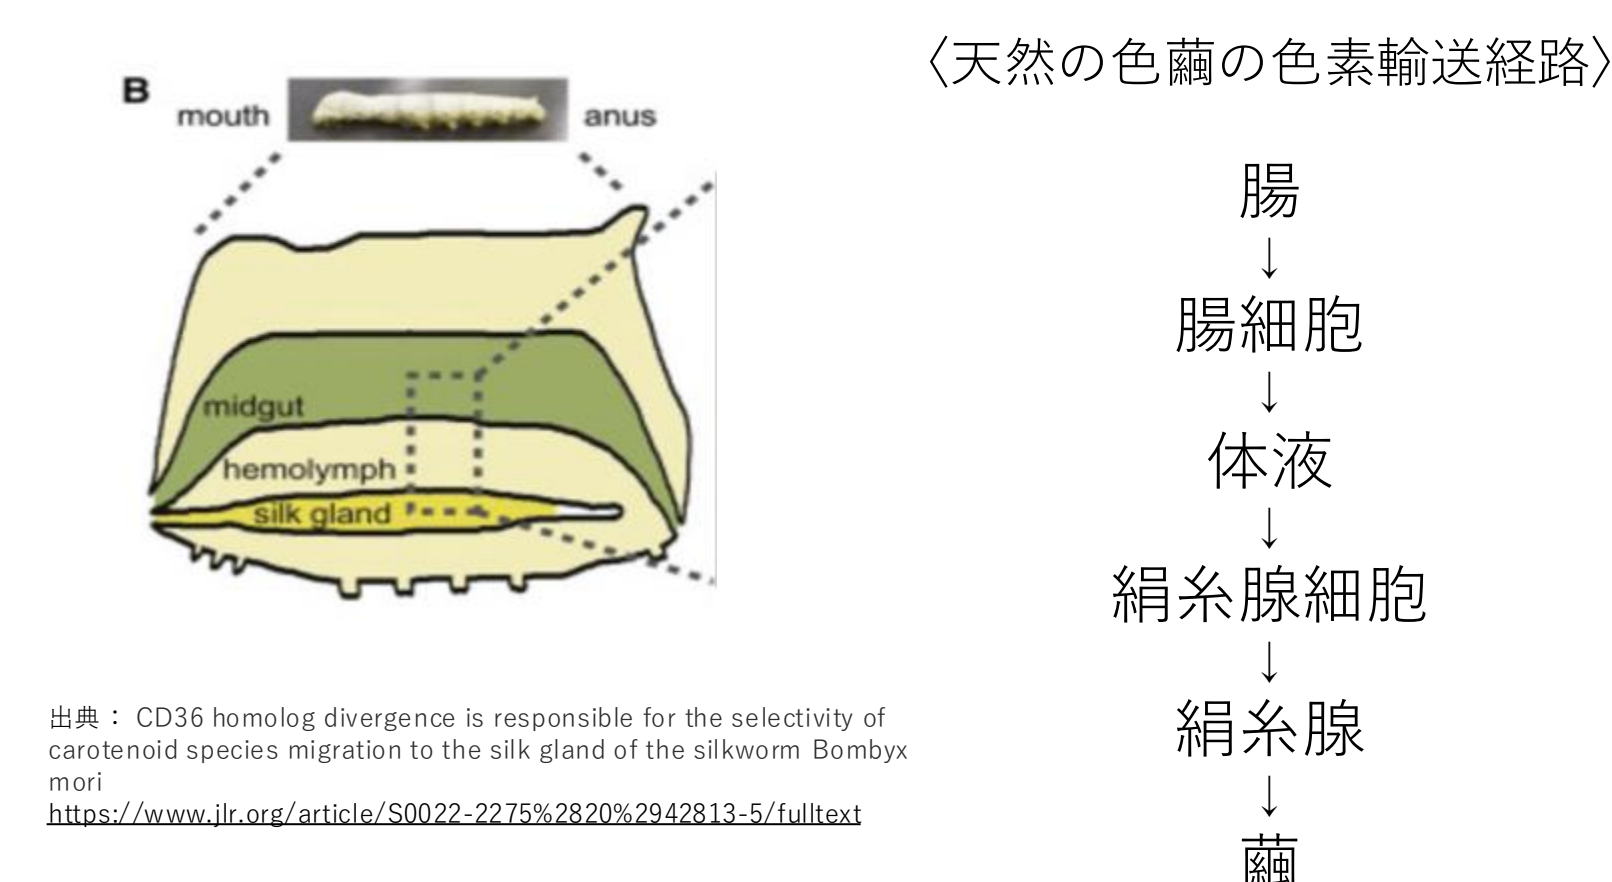 〈天然の色繭の色素輸送経路〉
B
mouth
anus
midgut
hemolymph
silk gland
出典： CD36 homolog divergence is responsible for the selectivity of
carotenoid species migration to the silk gland of the silkworm Bombyx
mori
https://www.jlr.org/article/S0022-2275%2820%2942813-5/fulltext
腸
↓
腸細胞
↓
体液
↓
絹糸腺細胞
↓
絹糸腺
↓
繭